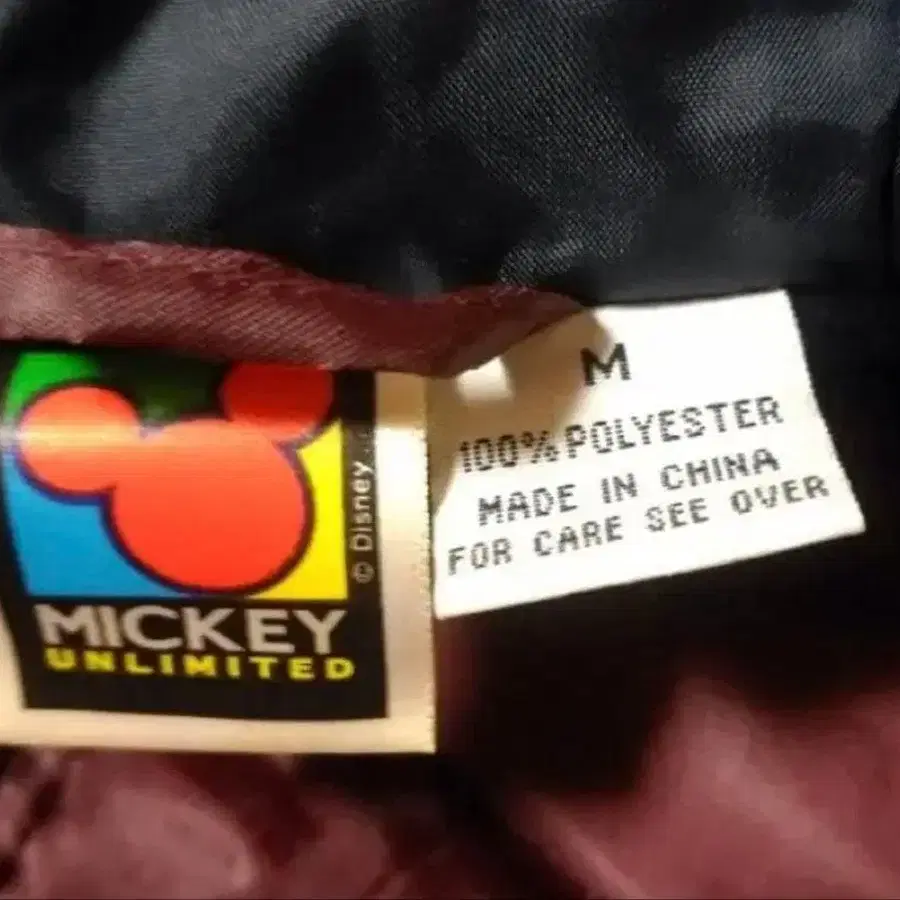 © Disney
MICKEY
UNLIMITED
M
100% POLYESTER
MADE IN CHINA
FOR CARE SEE OVER